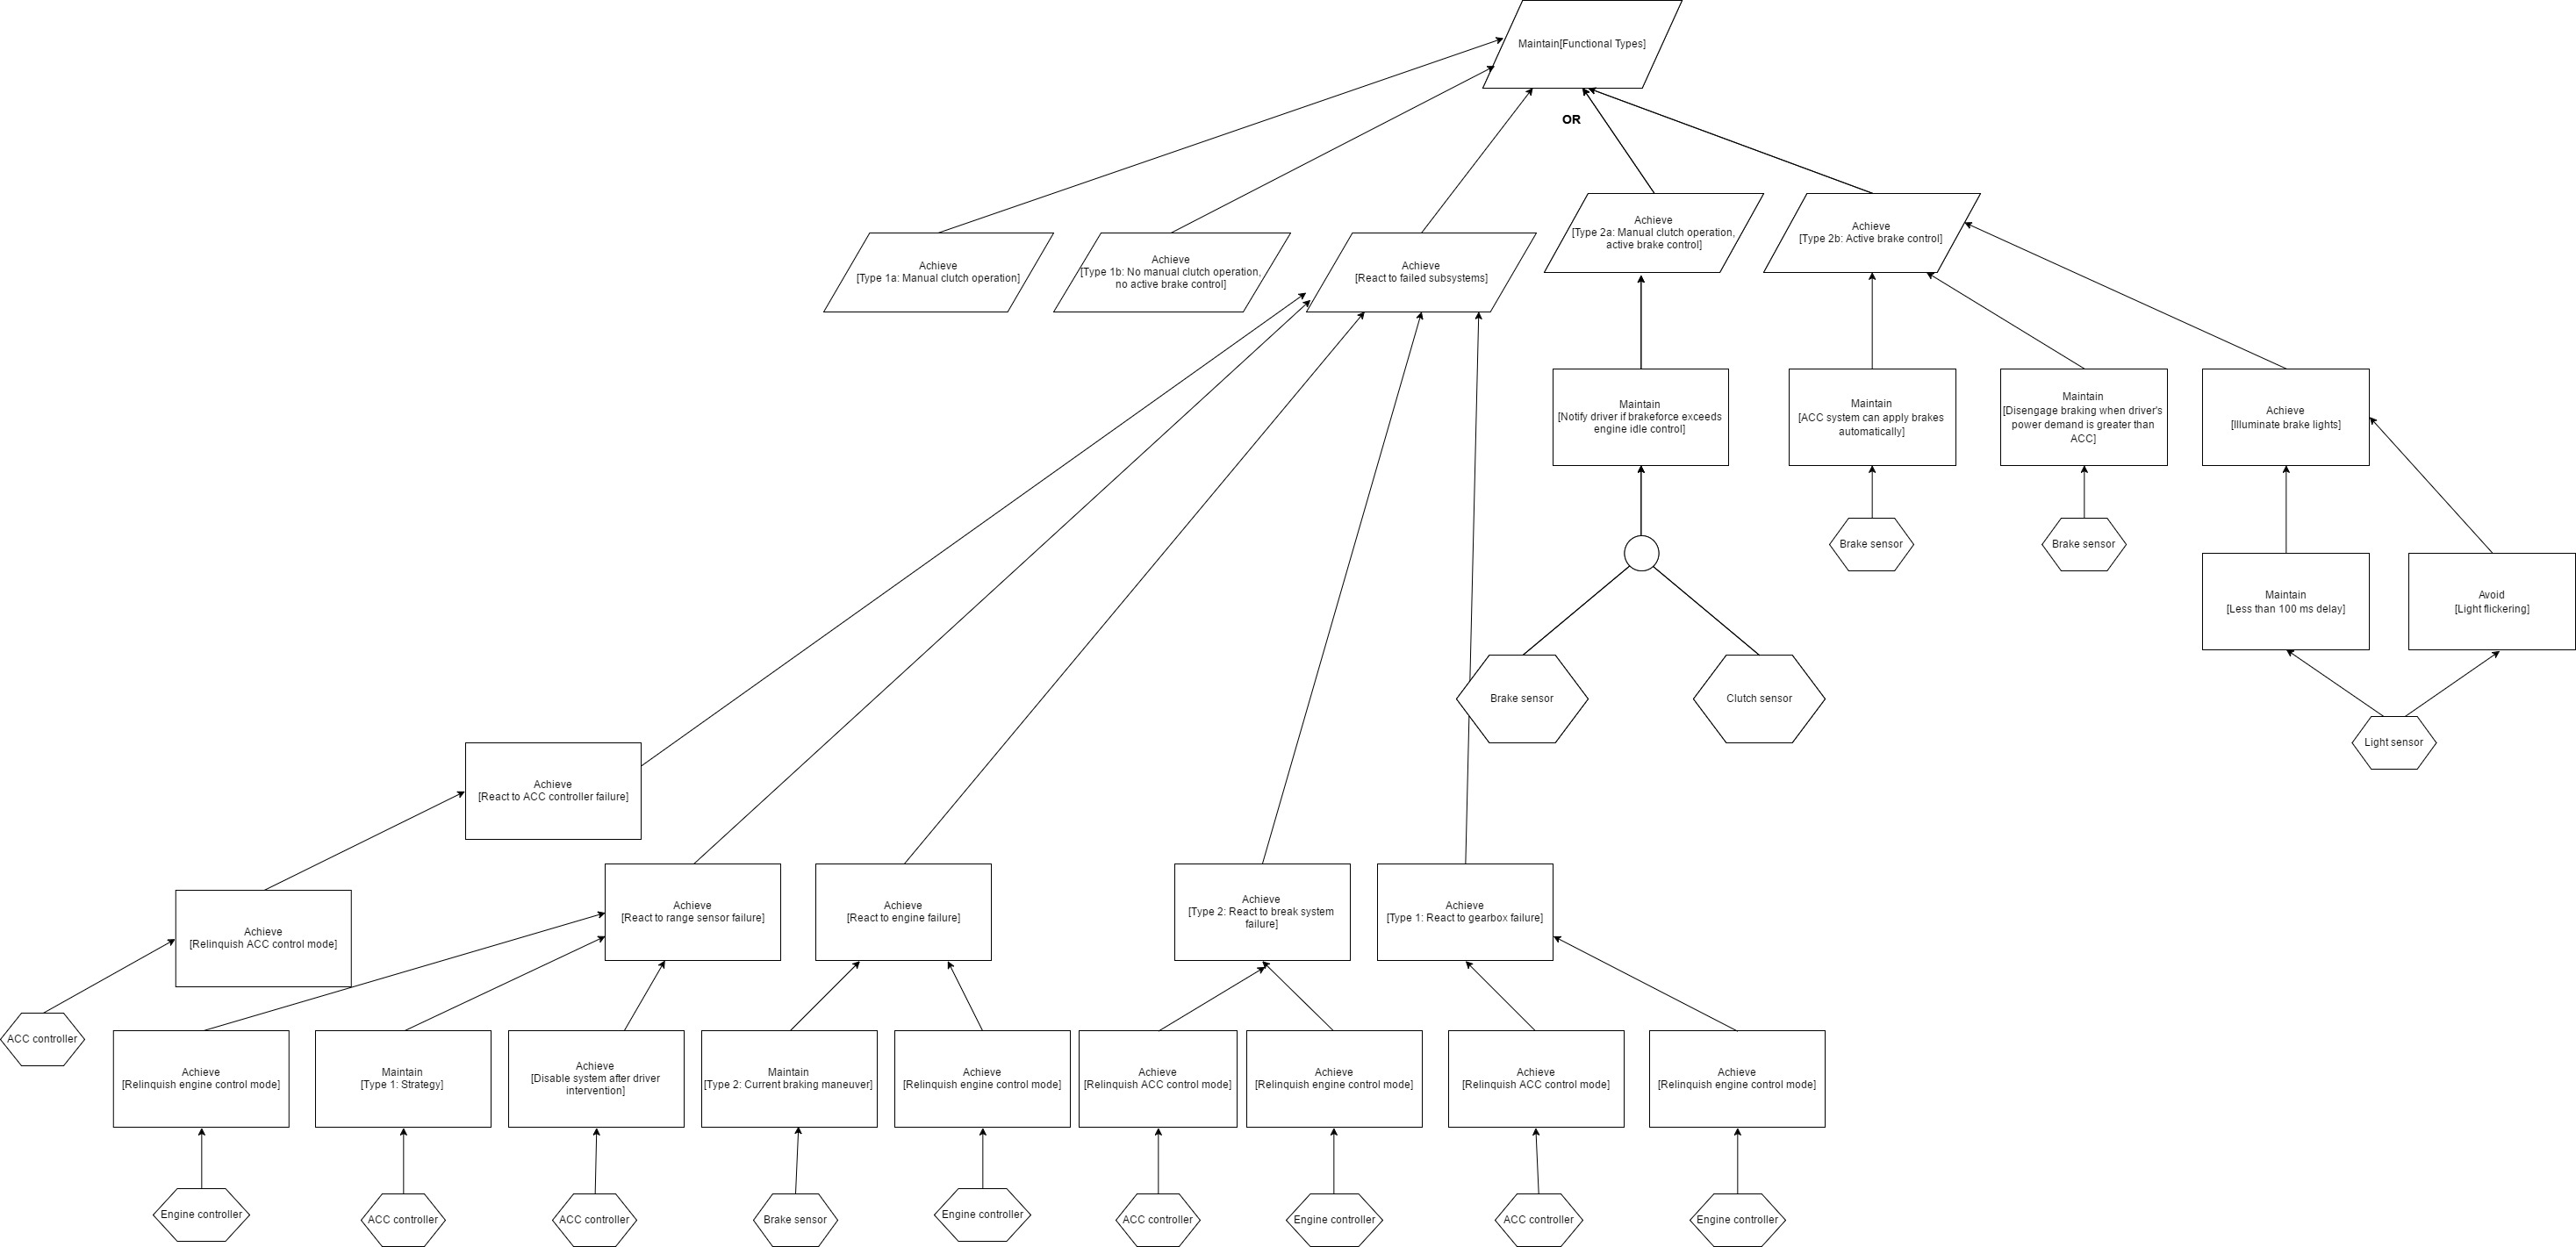 Maintain[Functional Types]
OR
Achieve
[Type 1a: Manual clutch operation]
Achieve
[Type 1b: No manual clutch operation,
no active brake control]
Achieve
[React to failed subsystems]
Achieve
[Type 2a: Manual clutch operation,
active brake control]
Achieve
[Type 2b: Active brake control]
Maintain
[Notify driver if brakeforce exceeds
engine idle control]
Maintain
[ACC system can apply brakes
automatically]
Maintain
[Disengage braking when driver's
power demand is greater than
ACC]
Achieve
[Illuminate brake lights]
Brake sensor
Brake sensor
Maintain
[Less than 100 ms delay]
Avoid
[Light flickering]
Brake sensor
Clutch sensor
Light sensor
Achieve
[React to ACC controller failure]
Achieve
[Relinquish ACC control mode]
Achieve
[React to range sensor failure]
Achieve
[React to engine failure]
Achieve
[Type 2: React to break system
failure]
Achieve
[Type 1: React to gearbox failure]
ACC controller
Achieve
[Relinquish engine control mode]
Maintain
[Type 1: Strategy]
Achieve
[Disable system after driver
intervention]
Maintain
[Type 2: Current braking maneuver]
Achieve
[Relinquish engine control mode]
Achieve
[Relinquish ACC control mode]
Achieve
[Relinquish engine control mode]
Achieve
[Relinquish ACC control mode]
Achieve
[Relinquish engine control mode]
Engine controller
ACC controller
ACC controller
Brake sensor
Engine controller
ACC controller
Engine controller
ACC controller
Engine controller